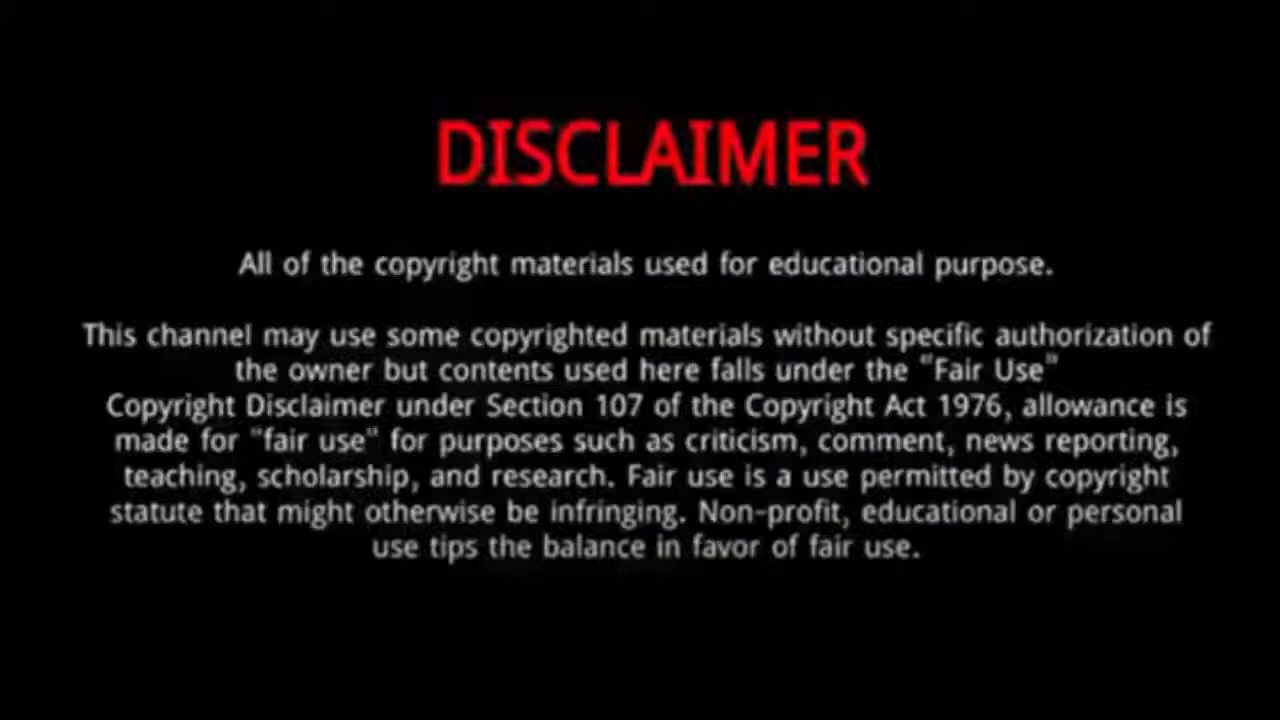 DISCLAIMER
All of the copyright materials used for educational purpose.
This channel may use some copyrighted materials without specific authorization of
the owner but contents used here falls under the "Fair Use"
Copyright Disclaimer under Section 107 of the Copyright Act 1976, allowance is
made for "fair use" for purposes such as criticism, comment, news reporting,
teaching, scholarship, and research. Fair use is a use permitted by copyright
statute that might otherwise be infringing. Non-profit, educational or personal
use tips the balance in favor of fair use.